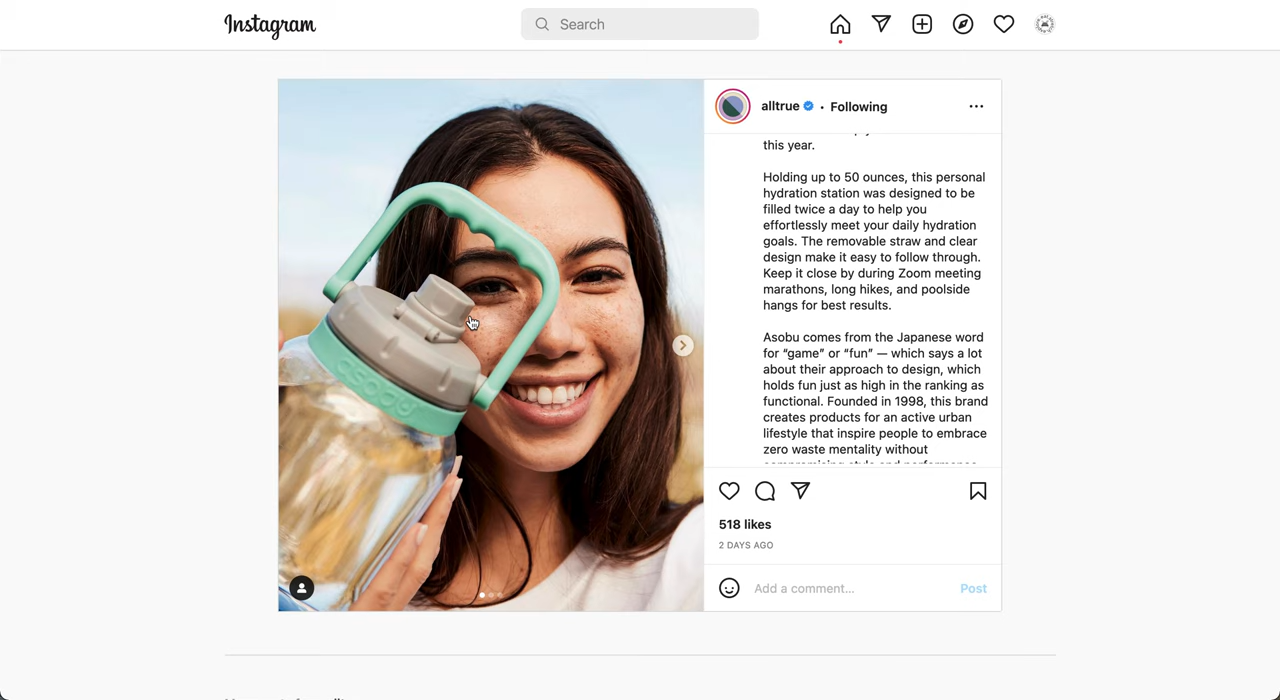 Instagram
Search
asobu
alltrue • Following
this year.
Holding up to 50 ounces, this personal
hydration station was designed to be
filled twice a day to help you
effortlessly meet your daily hydration
goals. The removable straw and clear
design make it easy to follow through.
Keep it close by during Zoom meeting
marathons, long hikes, and poolside
hangs for best results.
Asobu comes from the Japanese word
for “game” or “fun” — which says a lot
about their approach to design, which
holds fun just as high in the ranking as
functional. Founded in 1998, this brand
creates products for an active urban
lifestyle that inspire people to embrace
zero waste mentality without
compromising style and performance
518 likes
2 DAYS AGO
Add a comment...
Post